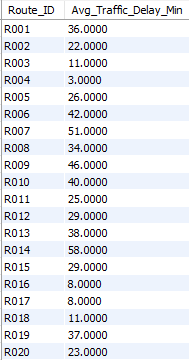 Route_ID Avg_Traffic_Delay_Min
R001 36.0000
R002 22.0000
R003 11.0000
R004 3.0000
R005 26.0000
R006 42.0000
R007 51.0000
R008 34.0000
R009 46.0000
R010 40.0000
R011 25.0000
R012 29.0000
R013 38.0000
R014 58.0000
R015 29.0000
R016 8.0000
R017 8.0000
R018 11.0000
R019 37.0000
R020 23.0000